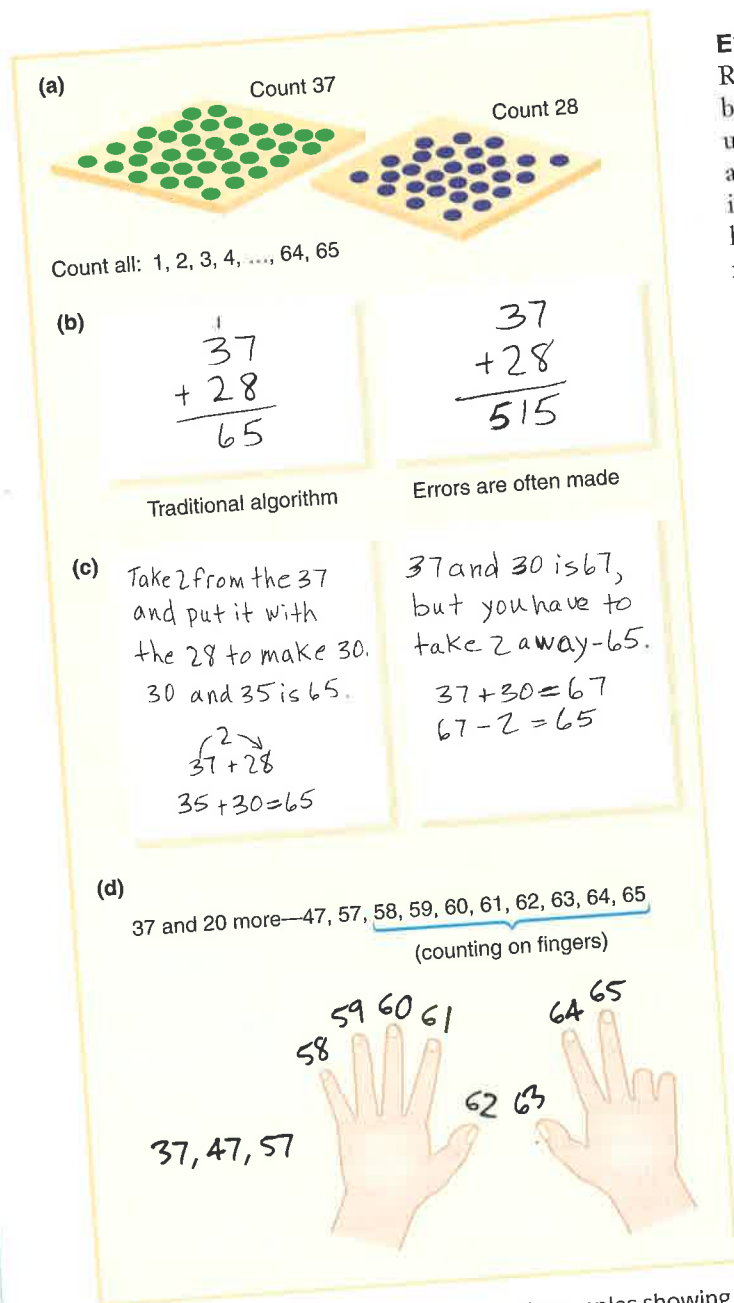 (a)
Count 37
Count 28
Count all: 1, 2, 3, 4, ..., 64, 65
(b)
1
37
+ 28
65
Traditional algorithm
37
+28
515
Errors are often made
(c)
Take 2 from the 37
and put it with
the 28 to make 30.
30 and 35 is 65.
2
37 + 28
35 + 30 = 65
37 and 30 is 67,
but you have to
take 2 away-65.
37 + 30 = 67
67 - 2 = 65
(d)
37 and 20 more—47, 57, 58, 59, 60, 61, 62, 63, 64, 65
(counting on fingers)
58 59 60 61 62 63 64 65
37, 47, 57
showing